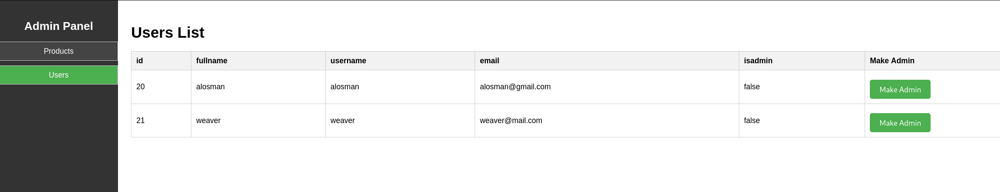 Admin Panel
Products
Users
Users List
id fullname username email isadmin Make Admin
20 alosman alosman alosman@gmail.com false Make Admin
21 weaver weaver weaver@mail.com false Make Admin